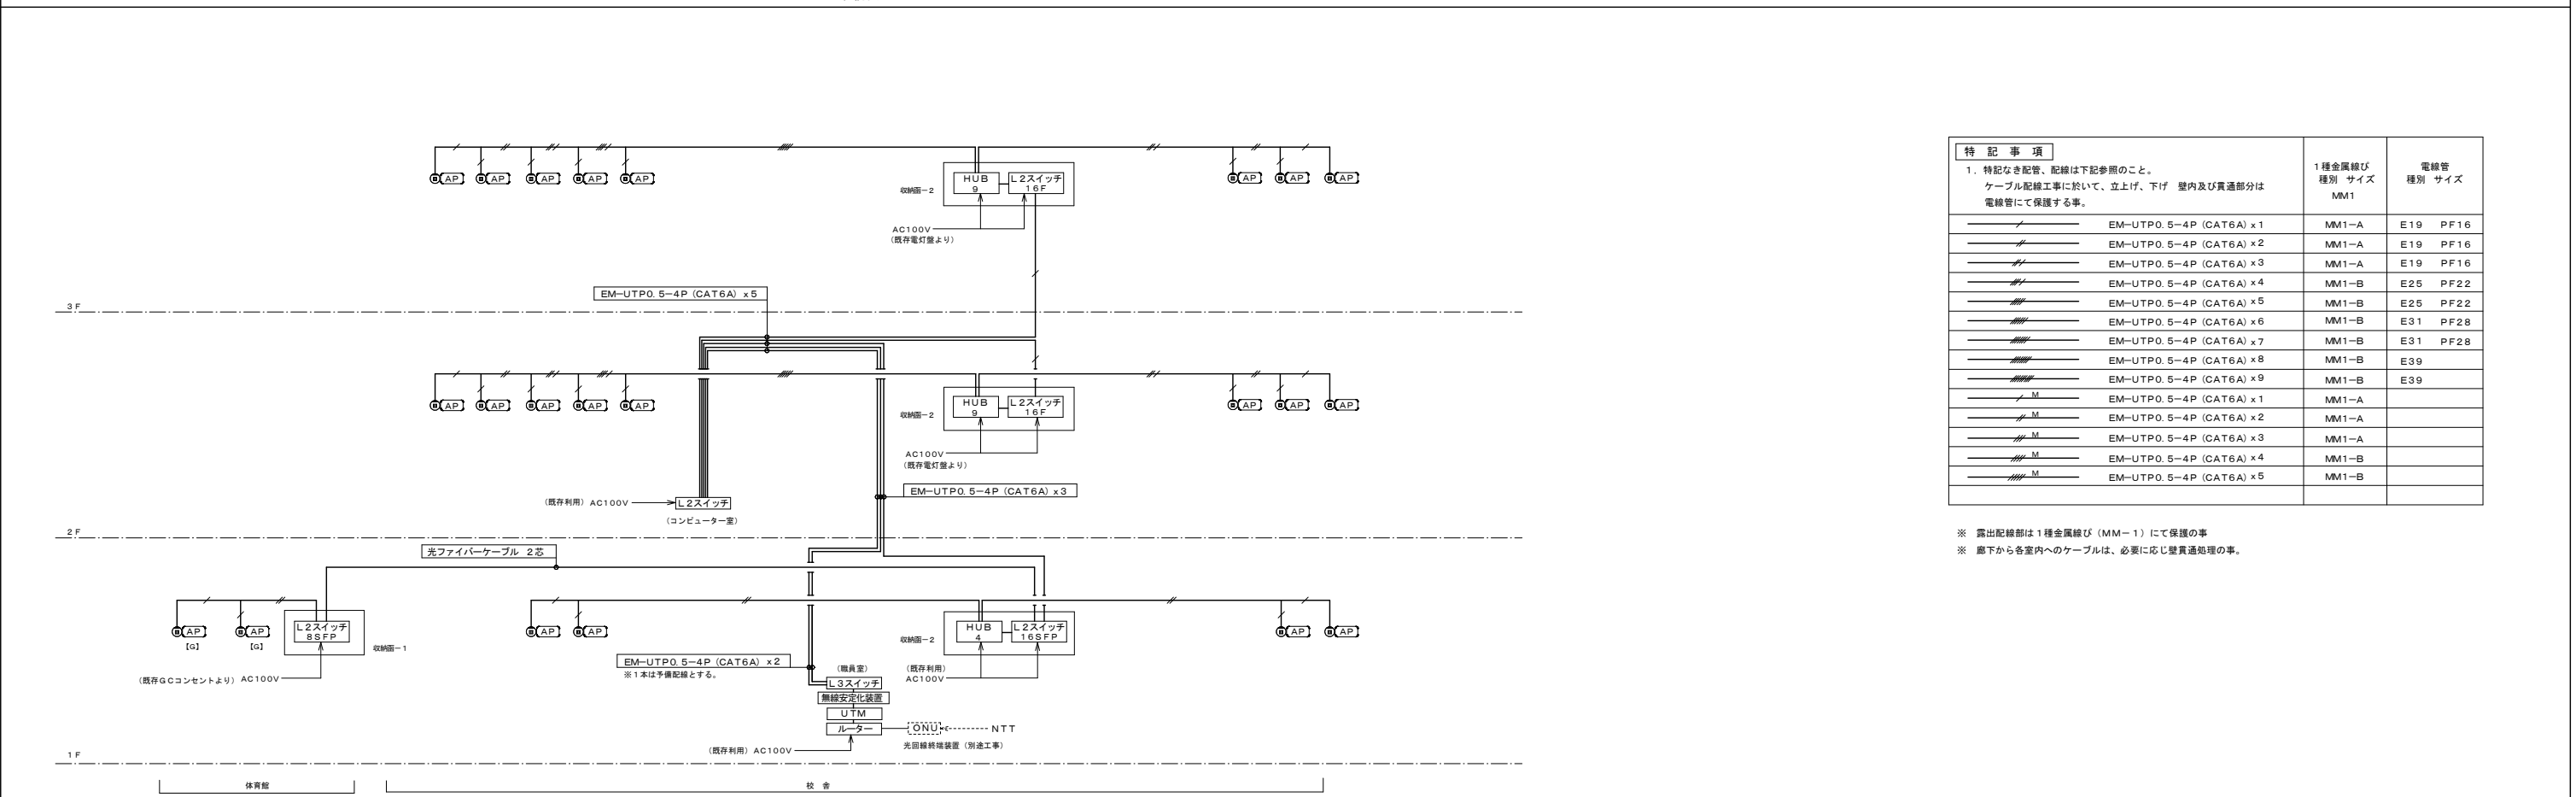 Ⓑ AP Ⓑ AP Ⓑ AP Ⓑ AP Ⓑ AP
収納函－2
HUB
9
L2スイッチ
16F
Ⓑ AP Ⓑ AP Ⓑ AP
AC100V
(既存電灯盤より)
EM－UTP0.5－4P (CAT6A) x5
3F
Ⓑ AP Ⓑ AP Ⓑ AP Ⓑ AP Ⓑ AP
収納函－2
HUB
9
L2スイッチ
16F
Ⓑ AP Ⓑ AP Ⓑ AP
AC100V
(既存電灯盤より)
EM－UTP0.5－4P (CAT6A) x3
(既存利用) AC100V
L2スイッチ
(コンピューター室)
2F
光ファイバーケーブル 2芯
Ⓑ AP Ⓑ AP
【G】 【G】
L2スイッチ
8SFP
収納函－1
(既存GCコンセントより) AC100V
Ⓑ AP Ⓑ AP
収納函－2
HUB
4
L2スイッチ
16SFP
Ⓑ AP Ⓑ AP
(既存利用)
AC100V
EM－UTP0.5－4P (CAT6A) x2
※1本は予備配線とする。
(職員室)
L3スイッチ
無線安定化装置
UTM
ルーター
ONU
NTT
光回線終端装置 (別途工事)
(既存利用) AC100V
1F
体育館
校 舎
特 記 事 項
1．特記なき配管、配線は下記参照のこと。
ケーブル配線工事に於いて、立上げ、下げ 壁内及び貫通部分は
電線管にて保護する事。
1種金属線ぴ
種別 サイズ
MM1
電線管
種別 サイズ
EM－UTP0.5－4P (CAT6A) x1 MM1－A E19 PF16
EM－UTP0.5－4P (CAT6A) x2 MM1－A E19 PF16
EM－UTP0.5－4P (CAT6A) x3 MM1－A E19 PF16
EM－UTP0.5－4P (CAT6A) x4 MM1－B E25 PF22
EM－UTP0.5－4P (CAT6A) x5 MM1－B E25 PF22
EM－UTP0.5－4P (CAT6A) x6 MM1－B E31 PF28
EM－UTP0.5－4P (CAT6A) x7 MM1－B E31 PF28
EM－UTP0.5－4P (CAT6A) x8 MM1－B E39
EM－UTP0.5－4P (CAT6A) x9 MM1－B E39
M EM－UTP0.5－4P (CAT6A) x1 MM1－A
M EM－UTP0.5－4P (CAT6A) x2 MM1－A
M EM－UTP0.5－4P (CAT6A) x3 MM1－A
M EM－UTP0.5－4P (CAT6A) x4 MM1－B
M EM－UTP0.5－4P (CAT6A) x5 MM1－B
※ 露出配線部は1種金属線ぴ (MM－1) にて保護の事
※ 廊下から各室内へのケーブルは、必要に応じ壁貫通処理の事。